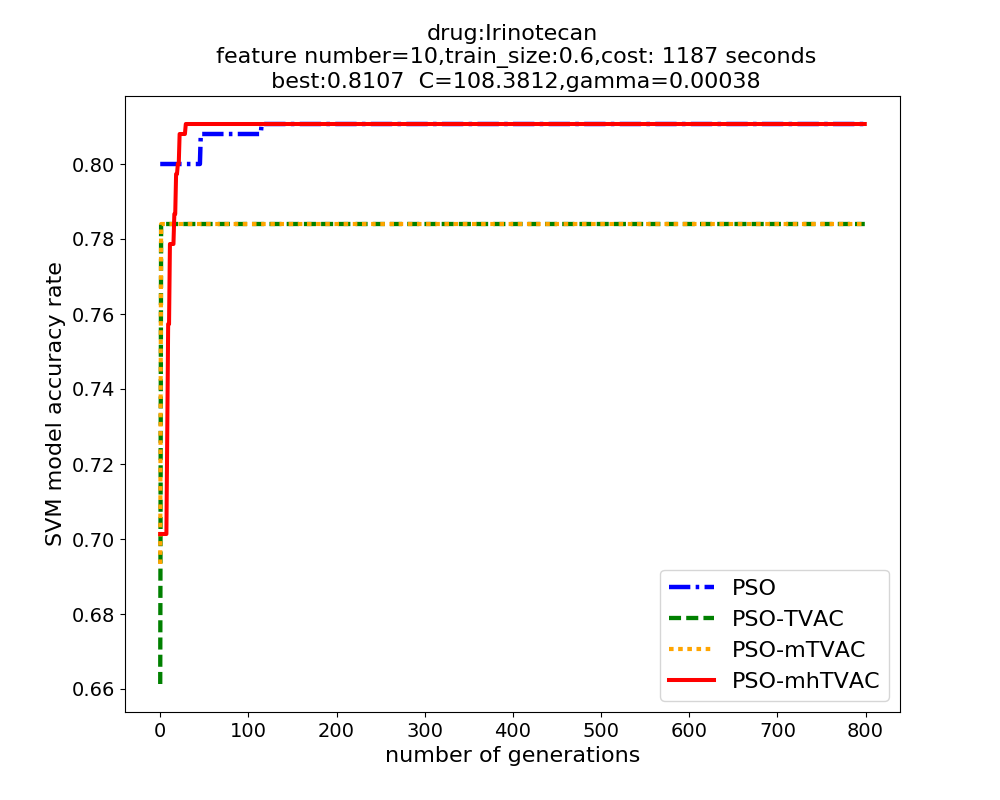 drug:Irinotecan
feature number=10,train_size:0.6,cost: 1187 seconds
best:0.8107  C=108.3812,gamma=0.00038
SVM model accuracy rate
0.80
0.78
0.76
0.74
0.72
0.70
0.68
0.66
PSO
PSO-TVAC
PSO-mTVAC
PSO-mhTVAC
0 100 200 300 400 500 600 700 800
number of generations